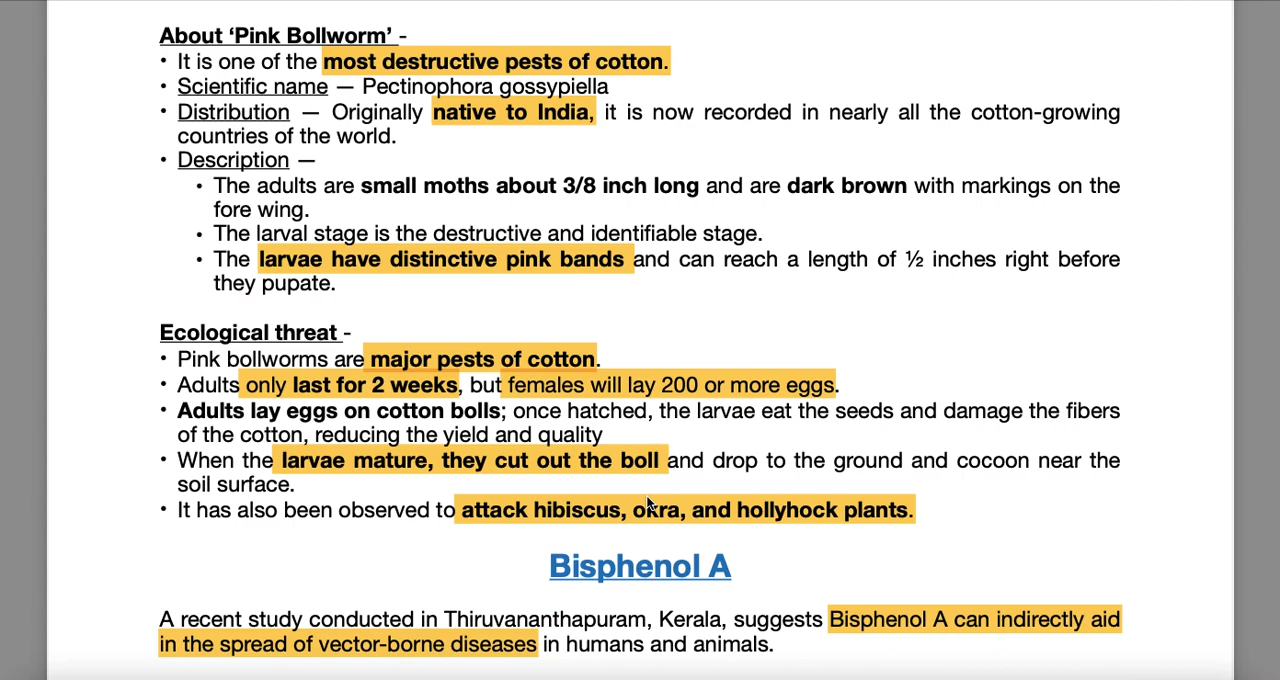 About ‘Pink Bollworm’ -
• It is one of the most destructive pests of cotton.
• Scientific name — Pectinophora gossypiella
• Distribution — Originally native to India, it is now recorded in nearly all the cotton-growing
countries of the world.
• Description —
• The adults are small moths about 3/8 inch long and are dark brown with markings on the
fore wing.
• The larval stage is the destructive and identifiable stage.
• The larvae have distinctive pink bands and can reach a length of ½ inches right before
they pupate.
Ecological threat -
• Pink bollworms are major pests of cotton.
• Adults only last for 2 weeks, but females will lay 200 or more eggs.
• Adults lay eggs on cotton bolls; once hatched, the larvae eat the seeds and damage the fibers
of the cotton, reducing the yield and quality
• When the larvae mature, they cut out the boll and drop to the ground and cocoon near the
soil surface.
• It has also been observed to attack hibiscus, okra, and hollyhock plants.
Bisphenol A
A recent study conducted in Thiruvananthapuram, Kerala, suggests Bisphenol A can indirectly aid
in the spread of vector-borne diseases in humans and animals.